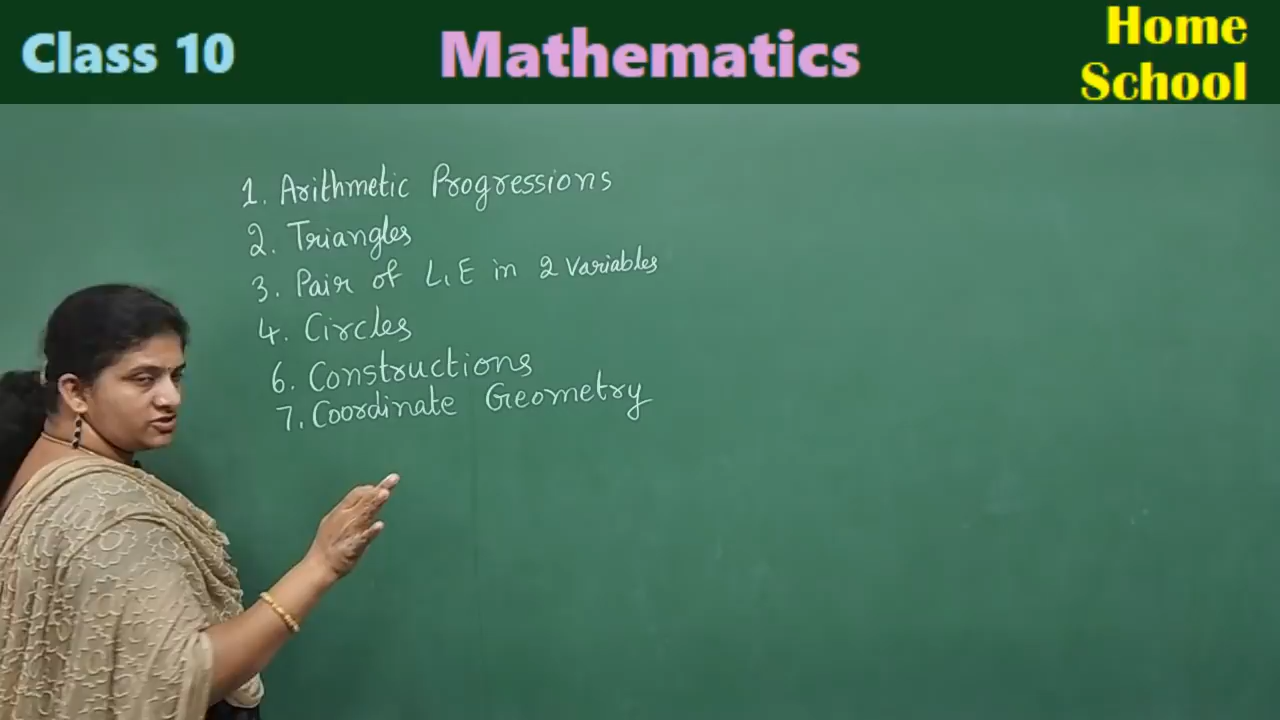 Class 10
Mathematics
Home
School
1. Arithmetic Progressions
2. Triangles
3. Pair of L.E in 2 variables
4. Circles
6. Constructions
7. Coordinate Geometry